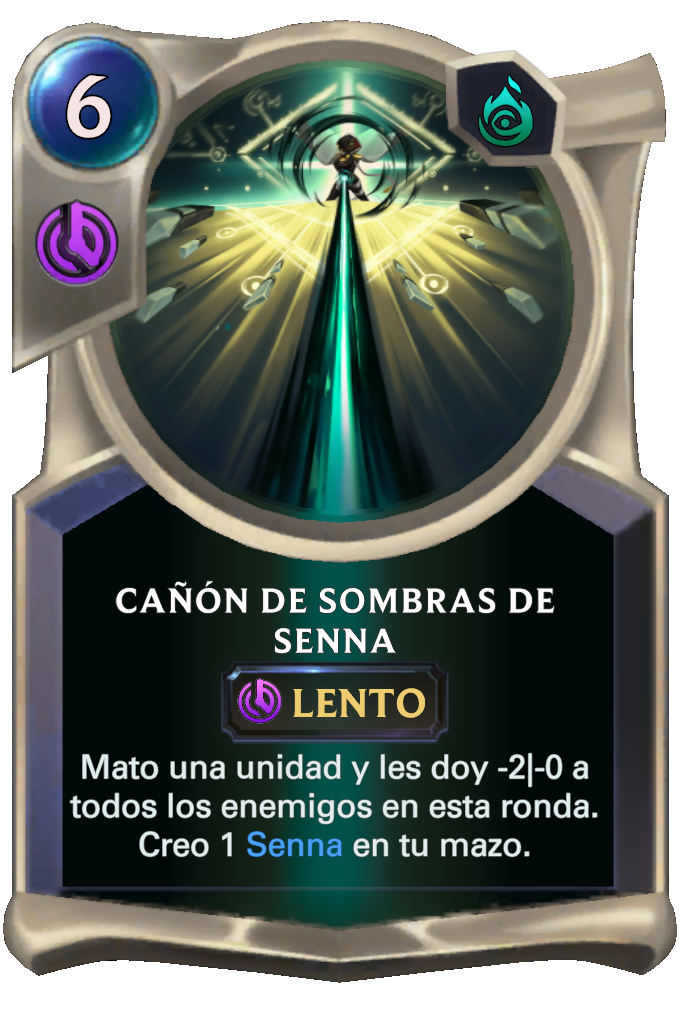 6
CAÑÓN DE SOMBRAS DE
SENNA
LENTO
Mato una unidad y les doy -2|-0 a
todos los enemigos en esta ronda.
Creo 1 Senna en tu mazo.